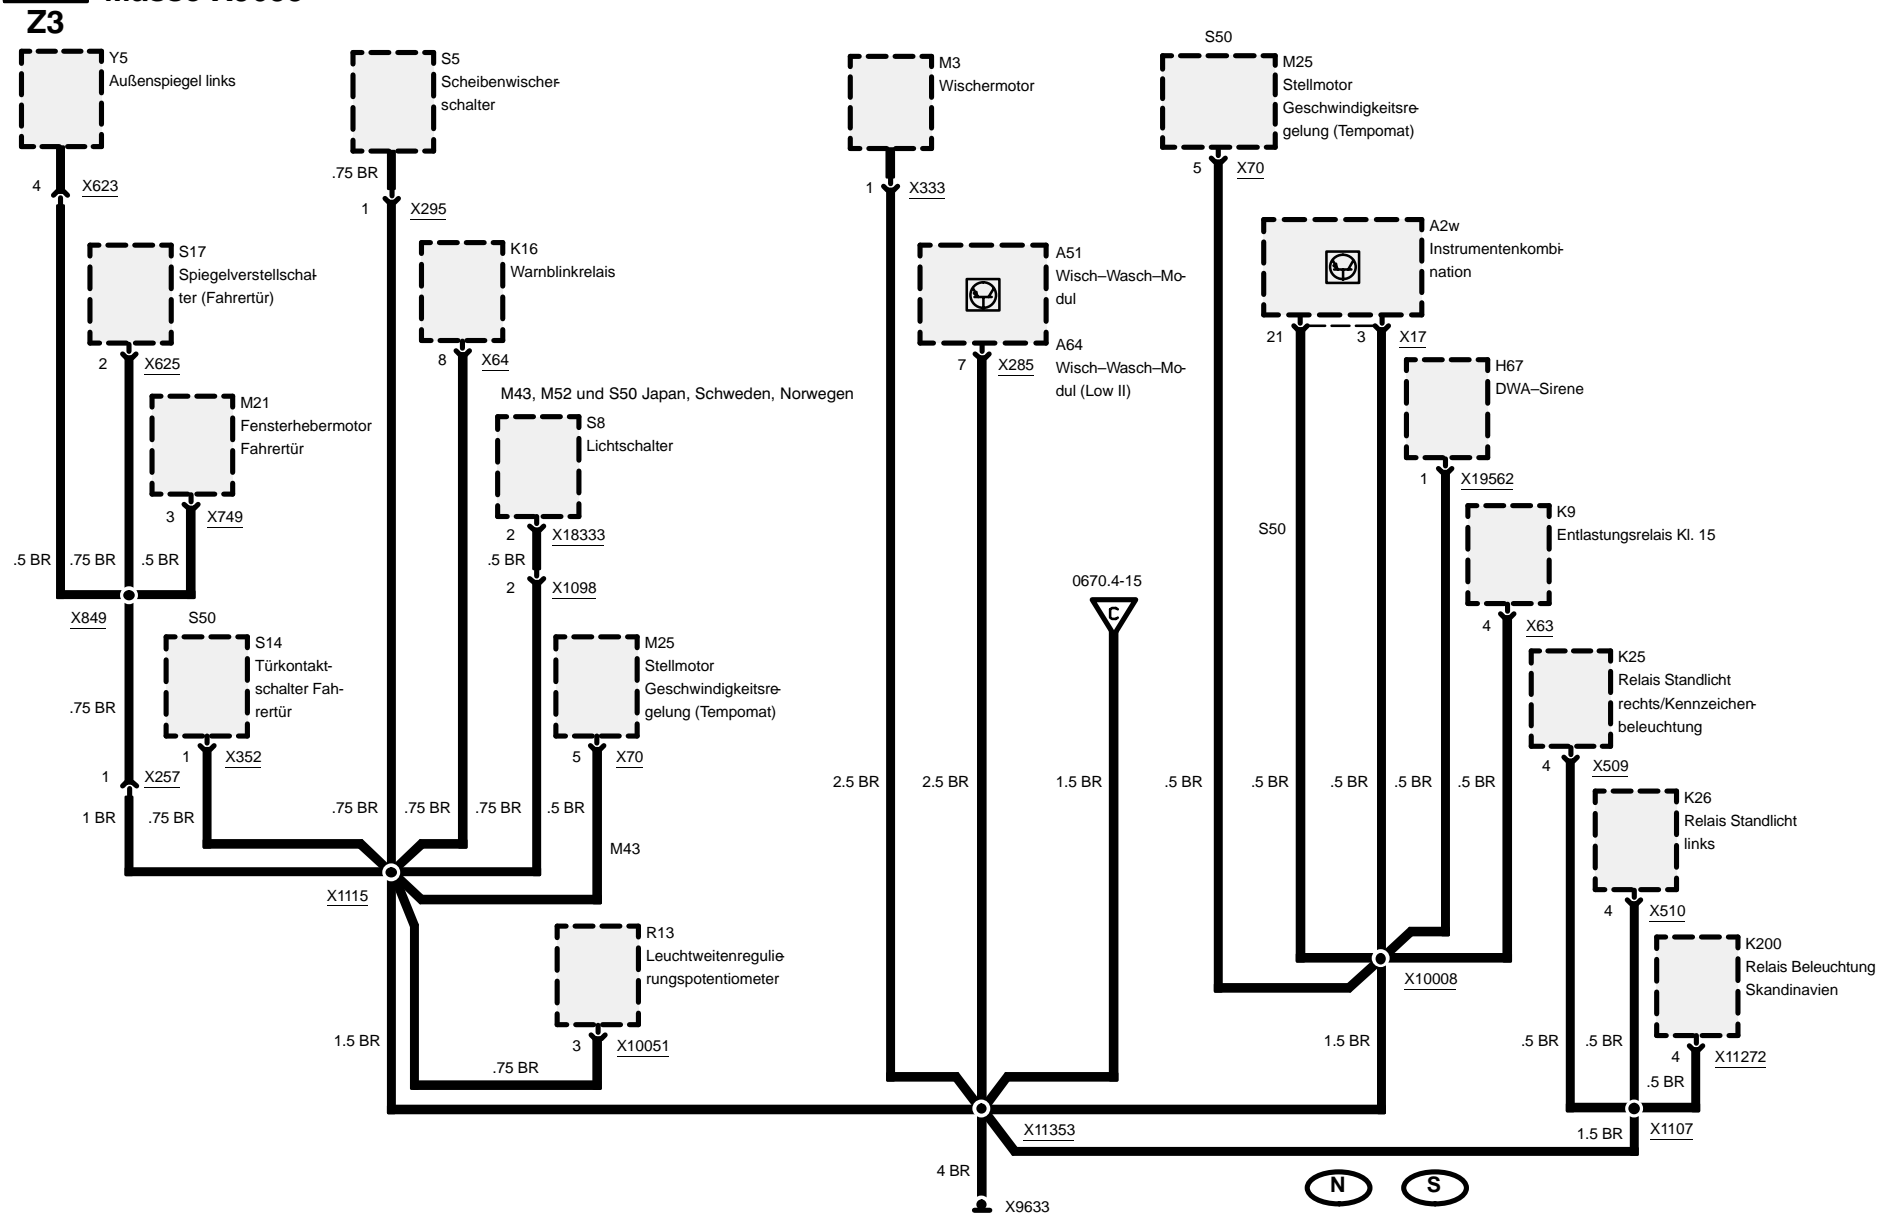 Z3
Y5
Außenspiegel links
4
X623
S17
Spiegelverstellschal-
ter (Fahrertür)
2
X625
M21
Fensterhebermotor
Fahrertür
3
X749
.5 BR
.75 BR
.5 BR
X849
S50
S14
Türkontakt-
schalter Fah-
rertür
.75 BR
1
X352
1
X257
1 BR
.75 BR
S5
Scheibenwischer-
schalter
.75 BR
1
X295
K16
Warnblinkrelais
8
X64
M43, M52 und S50 Japan, Schweden, Norwegen
S8
Lichtschalter
2
X18333
.5 BR
2
X1098
M25
Stellmotor
Geschwindigkeitsre-
gelung (Tempomat)
5
X70
.75 BR
.75 BR
.75 BR
.5 BR
M43
X1115
R13
Leuchtweitenregulie-
rungspotentiometer
3
X10051
1.5 BR
.75 BR
M3
Wischermotor
1
X333
A51
Wisch–Wasch–Mo-
dul
A64
Wisch–Wasch–Mo-
dul (Low II)
7
X285
0670.4-15
C
2.5 BR
2.5 BR
1.5 BR
S50
M25
Stellmotor
Geschwindigkeitsre-
gelung (Tempomat)
5
X70
A2w
Instrumentenkombi-
nation
21
3
X17
H67
DWA–Sirene
1
X19562
S50
K9
Entlastungsrelais Kl. 15
4
X63
K25
Relais Standlicht
rechts/Kennzeichen-
beleuchtung
4
X509
.5 BR
.5 BR
.5 BR
.5 BR
.5 BR
K26
Relais Standlicht
links
4
X510
K200
Relais Beleuchtung
Skandinavien
4
X11272
X10008
1.5 BR
.5 BR
.5 BR
.5 BR
X1107
1.5 BR
X11353
4 BR
X9633
N
S